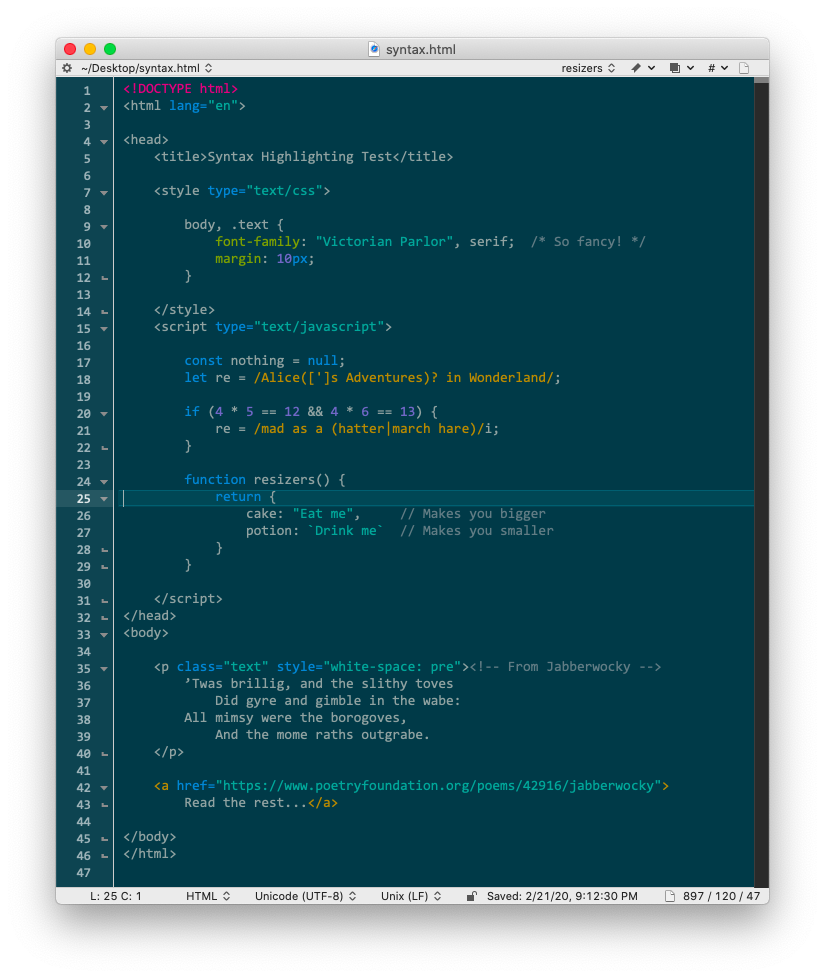 syntax.html
~/Desktop/syntax.html resizers #
1 <!DOCTYPE html>
2 <html lang="en">
3
4 <head>
5     <title>Syntax Highlighting Test</title>
6
7     <style type="text/css">
8
9         body, .text {
10             font-family: "Victorian Parlor", serif;  /* So fancy! */
11             margin: 10px;
12         }
13
14     </style>
15     <script type="text/javascript">
16
17         const nothing = null;
18         let re = /Alice([']s Adventures)? in Wonderland/;
19
20         if (4 * 5 == 12 && 4 * 6 == 13) {
21             re = /mad as a (hatter|march hare)/i;
22         }
23
24         function resizers() {
25             return {
26                 cake: "Eat me",     // Makes you bigger
27                 potion: `Drink me`  // Makes you smaller
28             }
29         }
30
31     </script>
32 </head>
33 <body>
34
35     <p class="text" style="white-space: pre"><!-- From Jabberwocky -->
36         ’Twas brillig, and the slithy toves
37             Did gyre and gimble in the wabe:
38         All mimsy were the borogoves,
39             And the mome raths outgrabe.
40     </p>
41
42     <a href="https://www.poetryfoundation.org/poems/42916/jabberwocky">
43         Read the rest...</a>
44
45 </body>
46 </html>
47
L: 25 C: 1 HTML Unicode (UTF-8) Unix (LF) Saved: 2/21/20, 9:12:30 PM 897 / 120 / 47